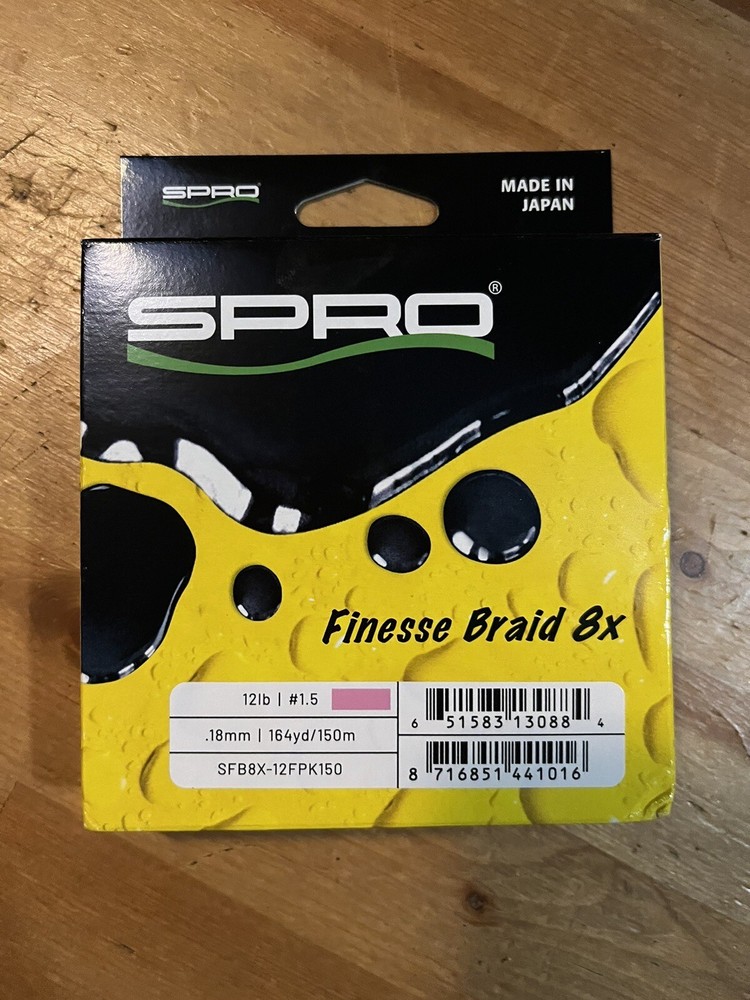 SPRO
MADE IN
JAPAN
SPRO®
Finesse Braid 8x
12lb | #1.5
.18mm | 164yd/150m
SFB8X-12FPK150
6 51583 13088 4
8 716851 441016